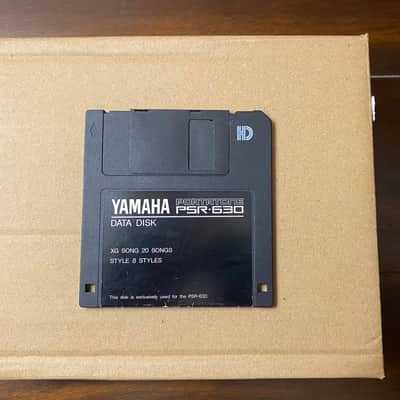 HD
YAMAHA PORTATONE PSR-630
DATA DISK
XG SONG 20 SONGS
STYLE 8 STYLES
This disk is exclusively used for the PSR-630